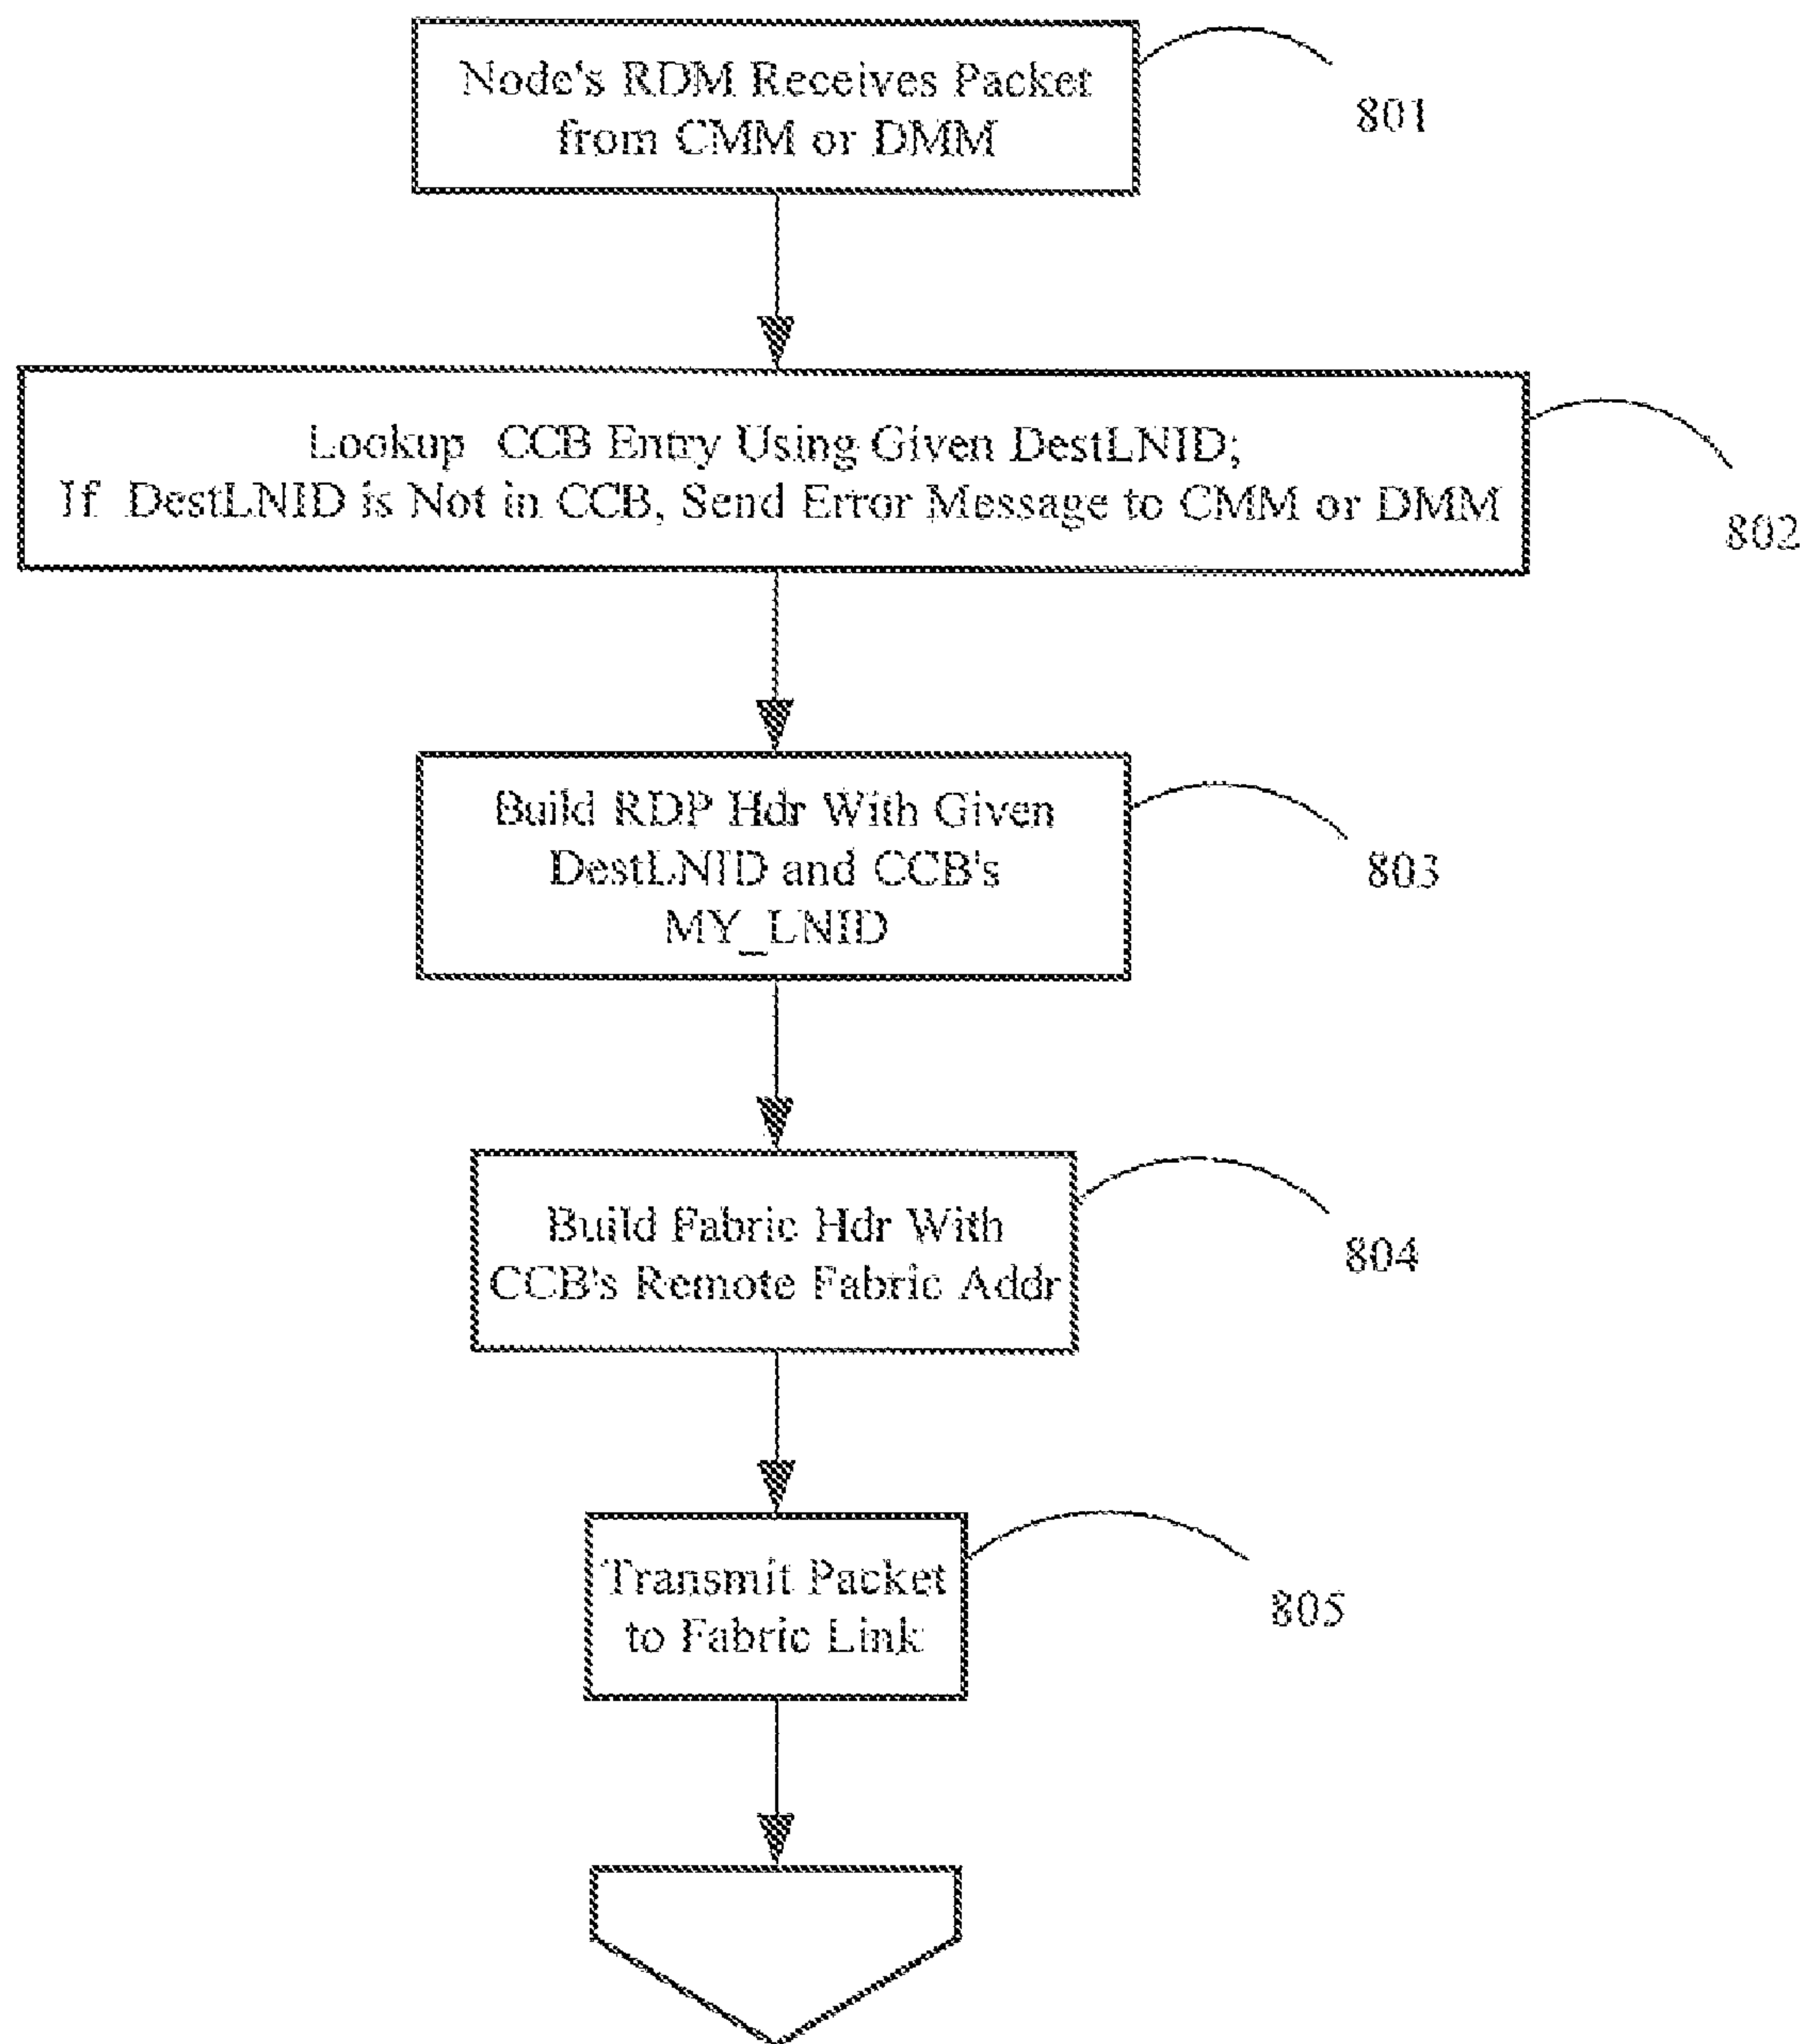 Node's RDM Receives Packet
from CMM or DMM
801
Lookup CCB Entry Using Given DestLNID;
If DestLNID is Not in CCB, Send Error Message to CMM or DMM
802
Build RDP Hdr With Given
DestLNID and CCB's
MY_LNID
803
Build Fabric Hdr With
CCB's Remote Fabric Addr
804
Transmit Packet
to Fabric Link
805